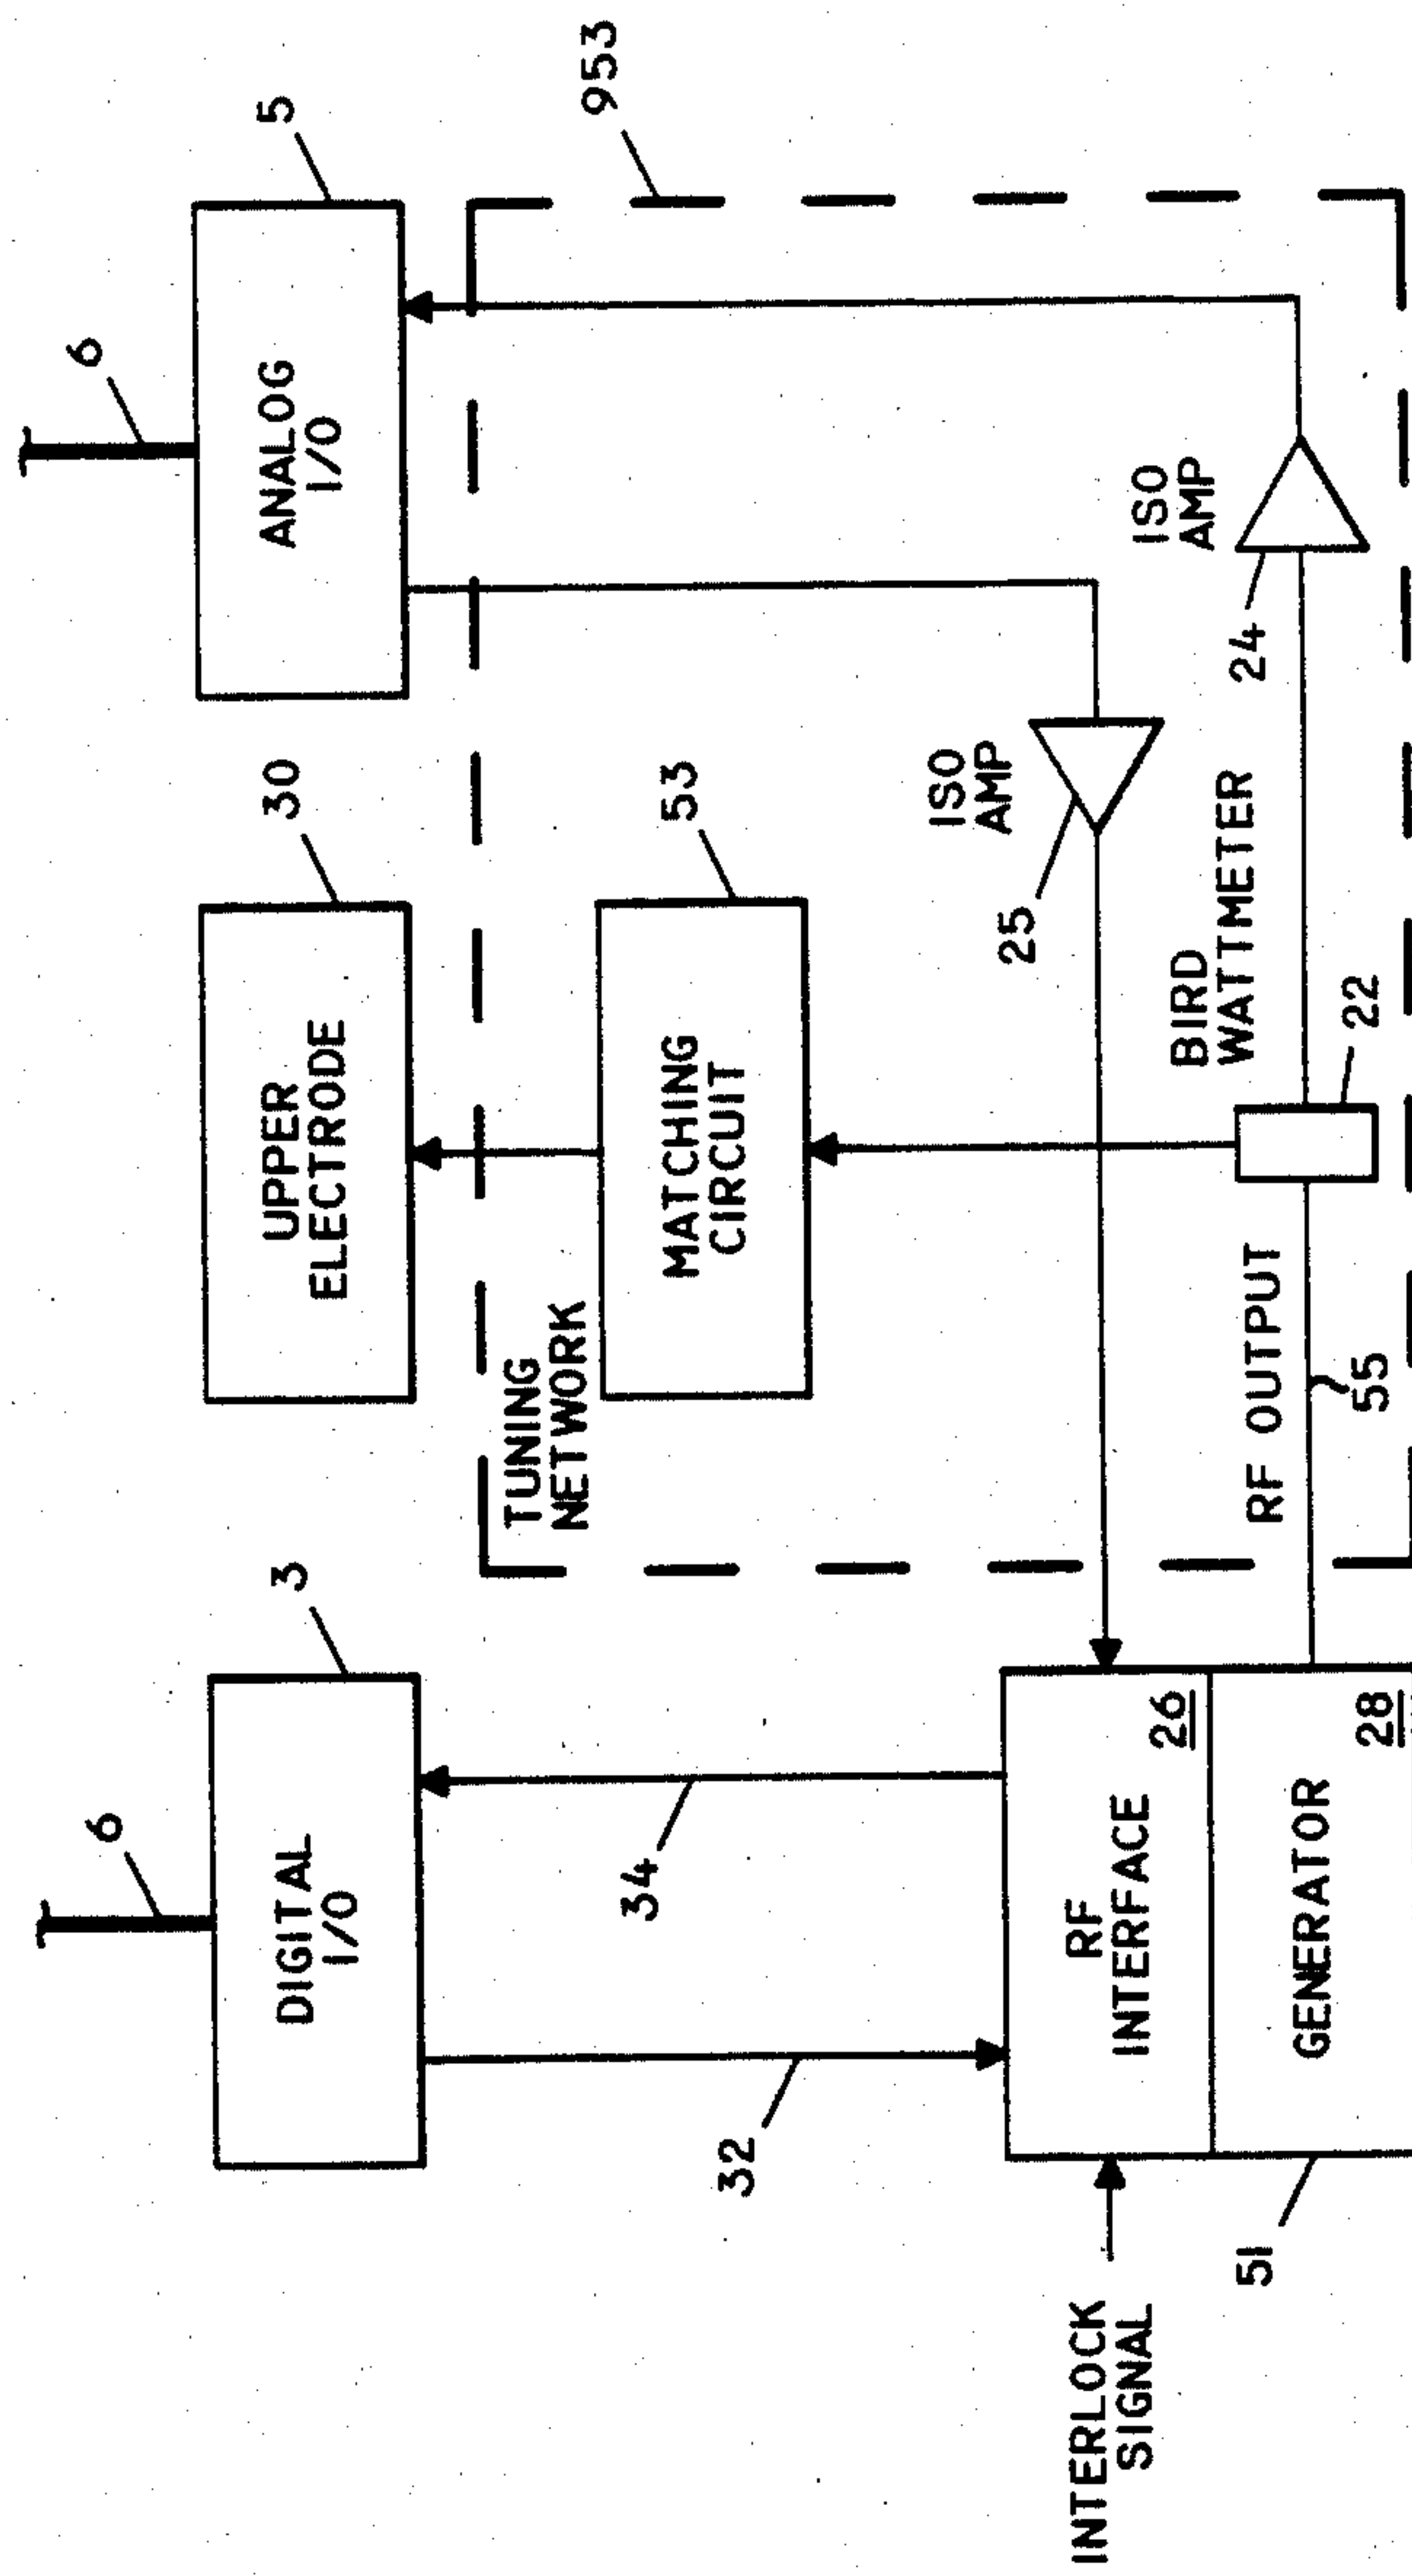 6
DIGITAL
I/O
3
UPPER
ELECTRODE
30
6
ANALOG
I/O
5
953
TUNING
NETWORK
MATCHING
CIRCUIT
53
32
34
ISO
AMP
25
ISO
AMP
24
INTERLOCK
SIGNAL
RF
INTERFACE
26
GENERATOR
28
51
RF OUTPUT
55
BIRD
WATTMETER
22